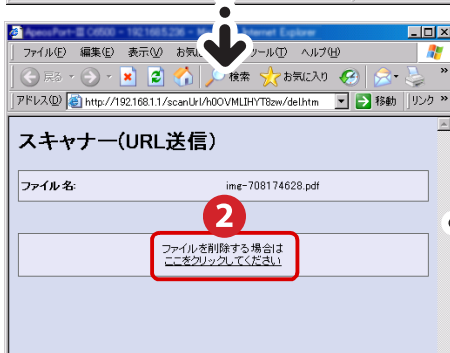 ApeosPort-Ⅲ C6500 - 192.168.5.236 - Internet Explorer
ファイル(F) 編集(E) 表示(V) お気に ツール(T) ヘルプ(H)
戻る 検索 お気に入り »
アドレス(D) http://192.168.1.1/scanUrl/h0OVMLIHYT8zw/del.htm 移動 リンク »
スキャナー(URL送信)
ファイル名: img-708174628.pdf
2
ファイルを削除する場合は
ここをクリックしてください